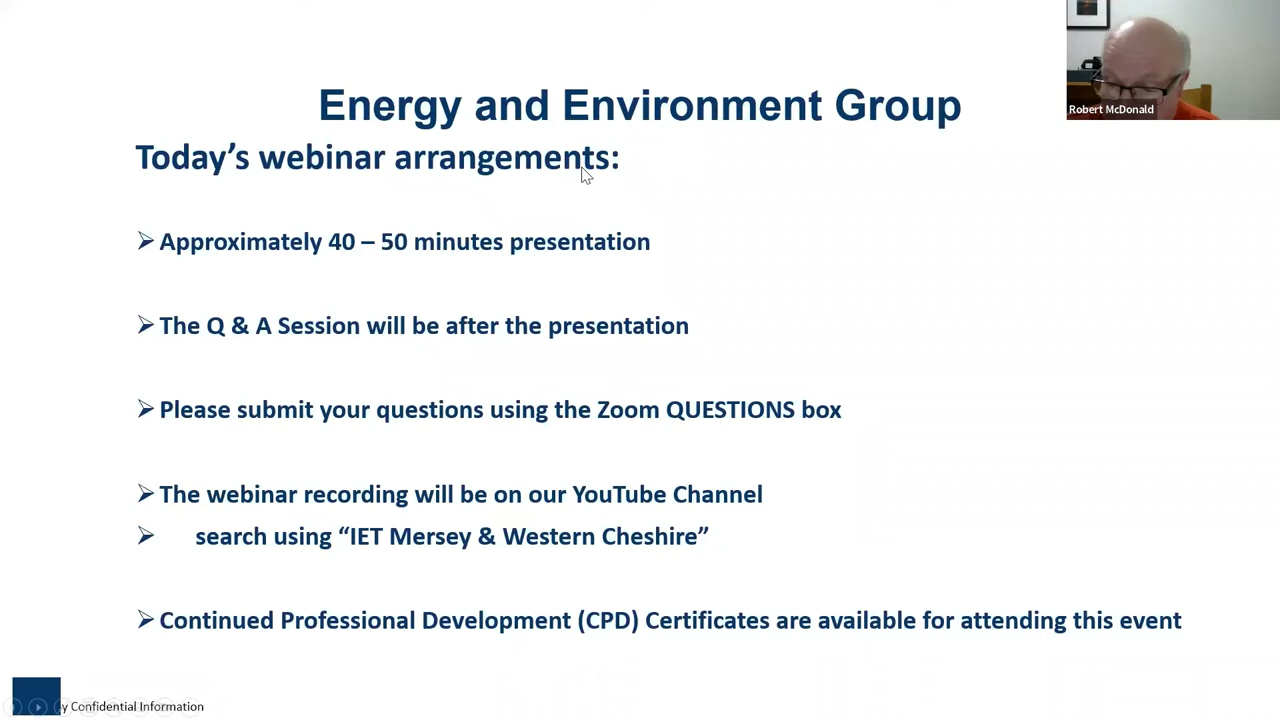 Energy and Environment Group
Robert McDonald
Today's webinar arrangements:
➢ Approximately 40 – 50 minutes presentation
➢ The Q & A Session will be after the presentation
➢ Please submit your questions using the Zoom QUESTIONS box
➢ The webinar recording will be on our YouTube Channel
➢ search using “IET Mersey & Western Cheshire”
➢ Continued Professional Development (CPD) Certificates are available for attending this event
Confidential Information